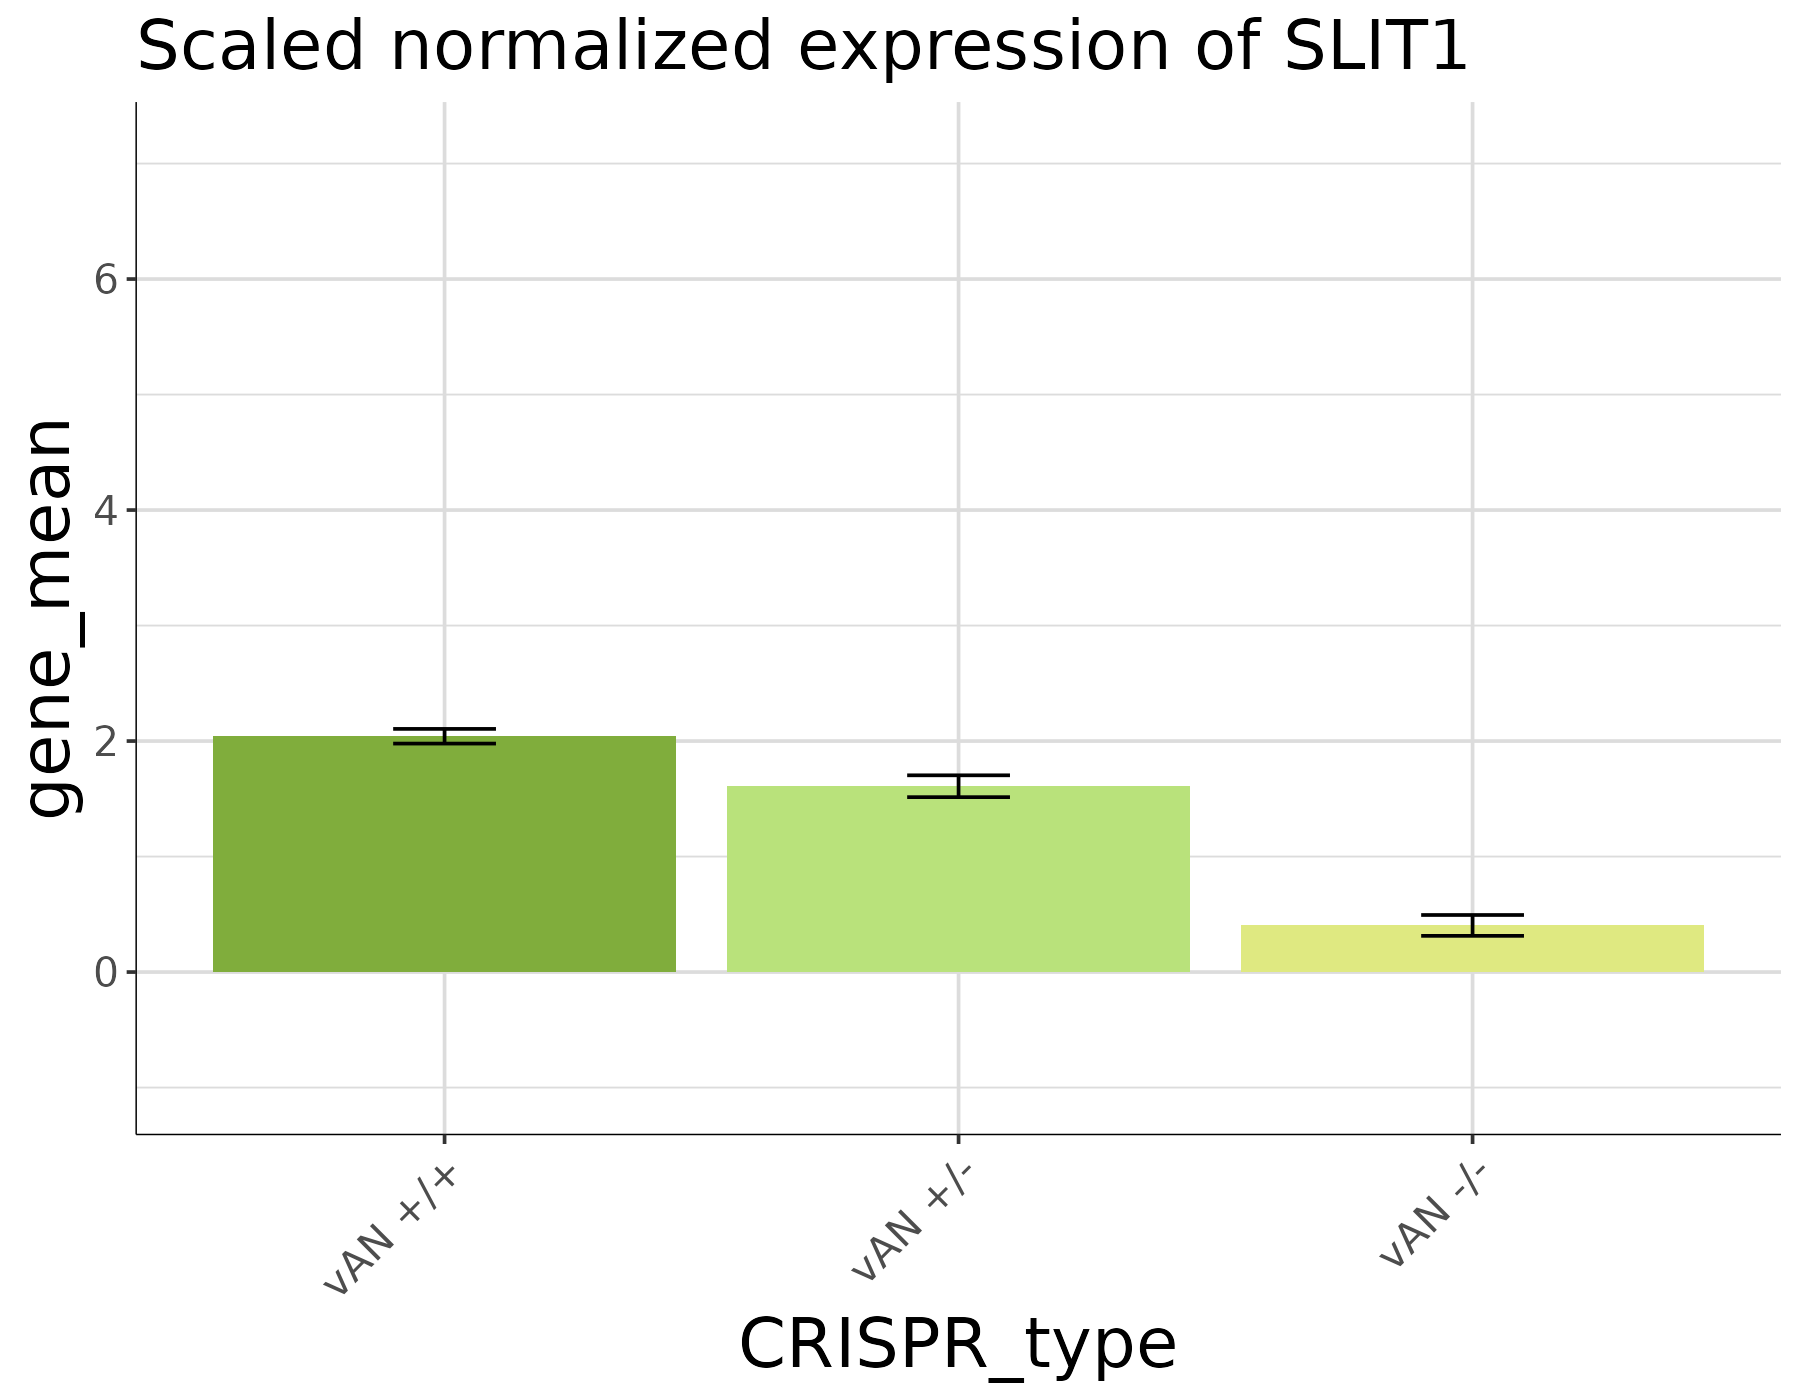 Scaled normalized expression of SLIT1
gene_mean
6
4
2
0
vAN +/+
vAN +/-
vAN -/-
CRISPR_type